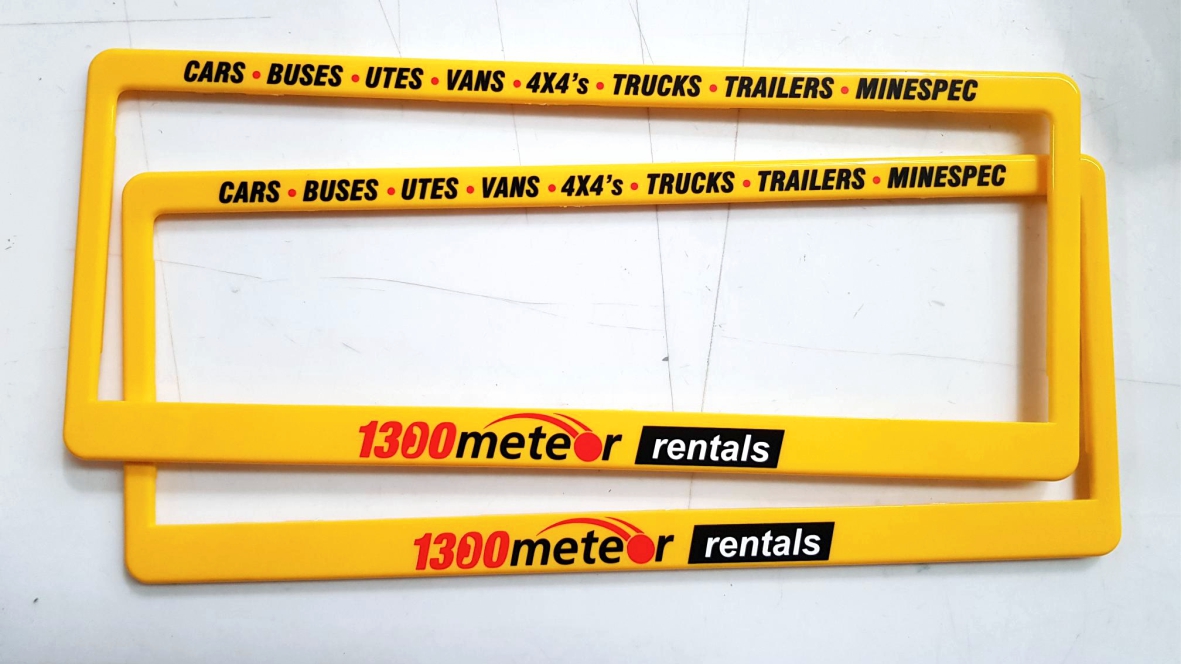 CARS • BUSES • UTES • VANS • 4X4's • TRUCKS • TRAILERS • MINESPEC
CARS • BUSES • UTES • VANS • 4X4's • TRUCKS • TRAILERS • MINESPEC
1300meteor rentals
1300meteor rentals